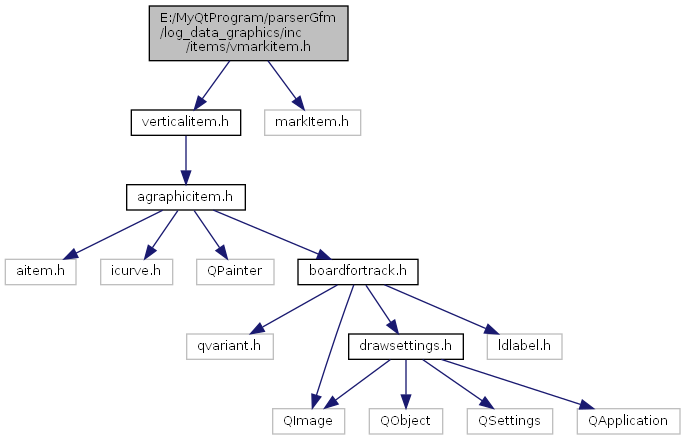 E:/MyQtProgram/parserGfm
/log_data_graphics/inc
/items/vmarkitem.h
verticalitem.h
markItem.h
agraphicitem.h
aitem.h
icurve.h
QPainter
boardfortrack.h
qvariant.h
drawsettings.h
ldlabel.h
QImage
QObject
QSettings
QApplication